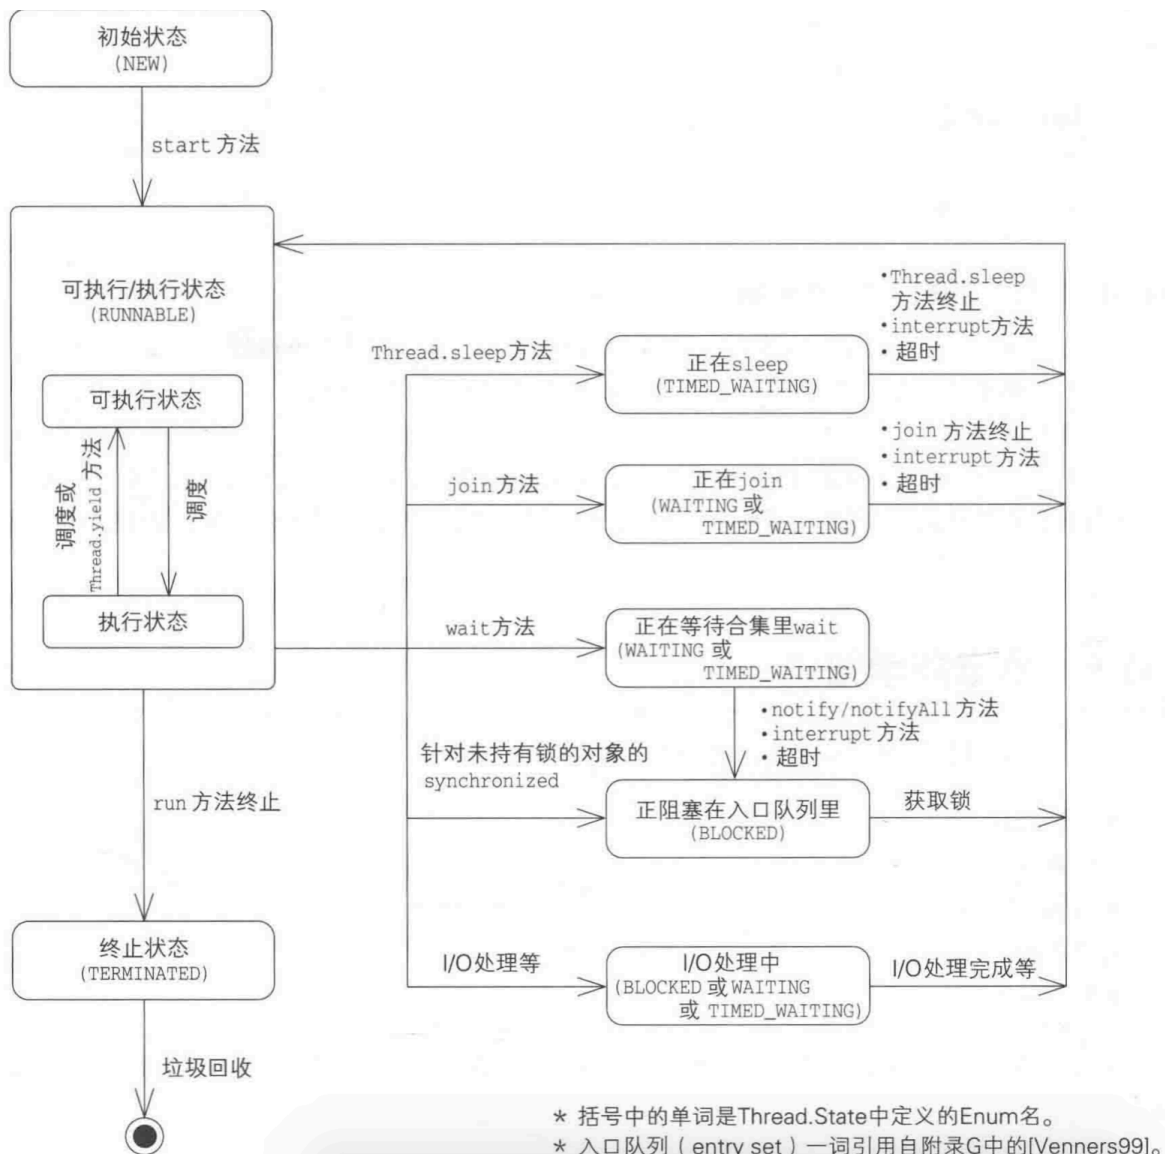 初始状态
(NEW)
start 方法
可执行/执行状态
(RUNNABLE)
可执行状态
调度或
Thread.yield 方法
调度
执行状态
Thread.sleep方法
正在sleep
(TIMED_WAITING)
•Thread.sleep
方法终止
•interrupt方法
•超时
join方法
正在join
(WAITING 或
TIMED_WAITING)
•join 方法终止
•interrupt 方法
•超时
wait方法
正在等待合集里wait
(WAITING 或
TIMED_WAITING)
•notify/notifyAll 方法
•interrupt 方法
•超时
针对未持有锁的对象的
synchronized
正阻塞在入口队列里
(BLOCKED)
获取锁
run 方法终止
I/O处理等
I/O处理中
(BLOCKED 或 WAITING
或 TIMED_WAITING)
I/O处理完成等
终止状态
(TERMINATED)
垃圾回收
* 括号中的单词是Thread.State中定义的Enum名。
* 入口队列（entry set）一词引用自附录G中的[Venners99]。